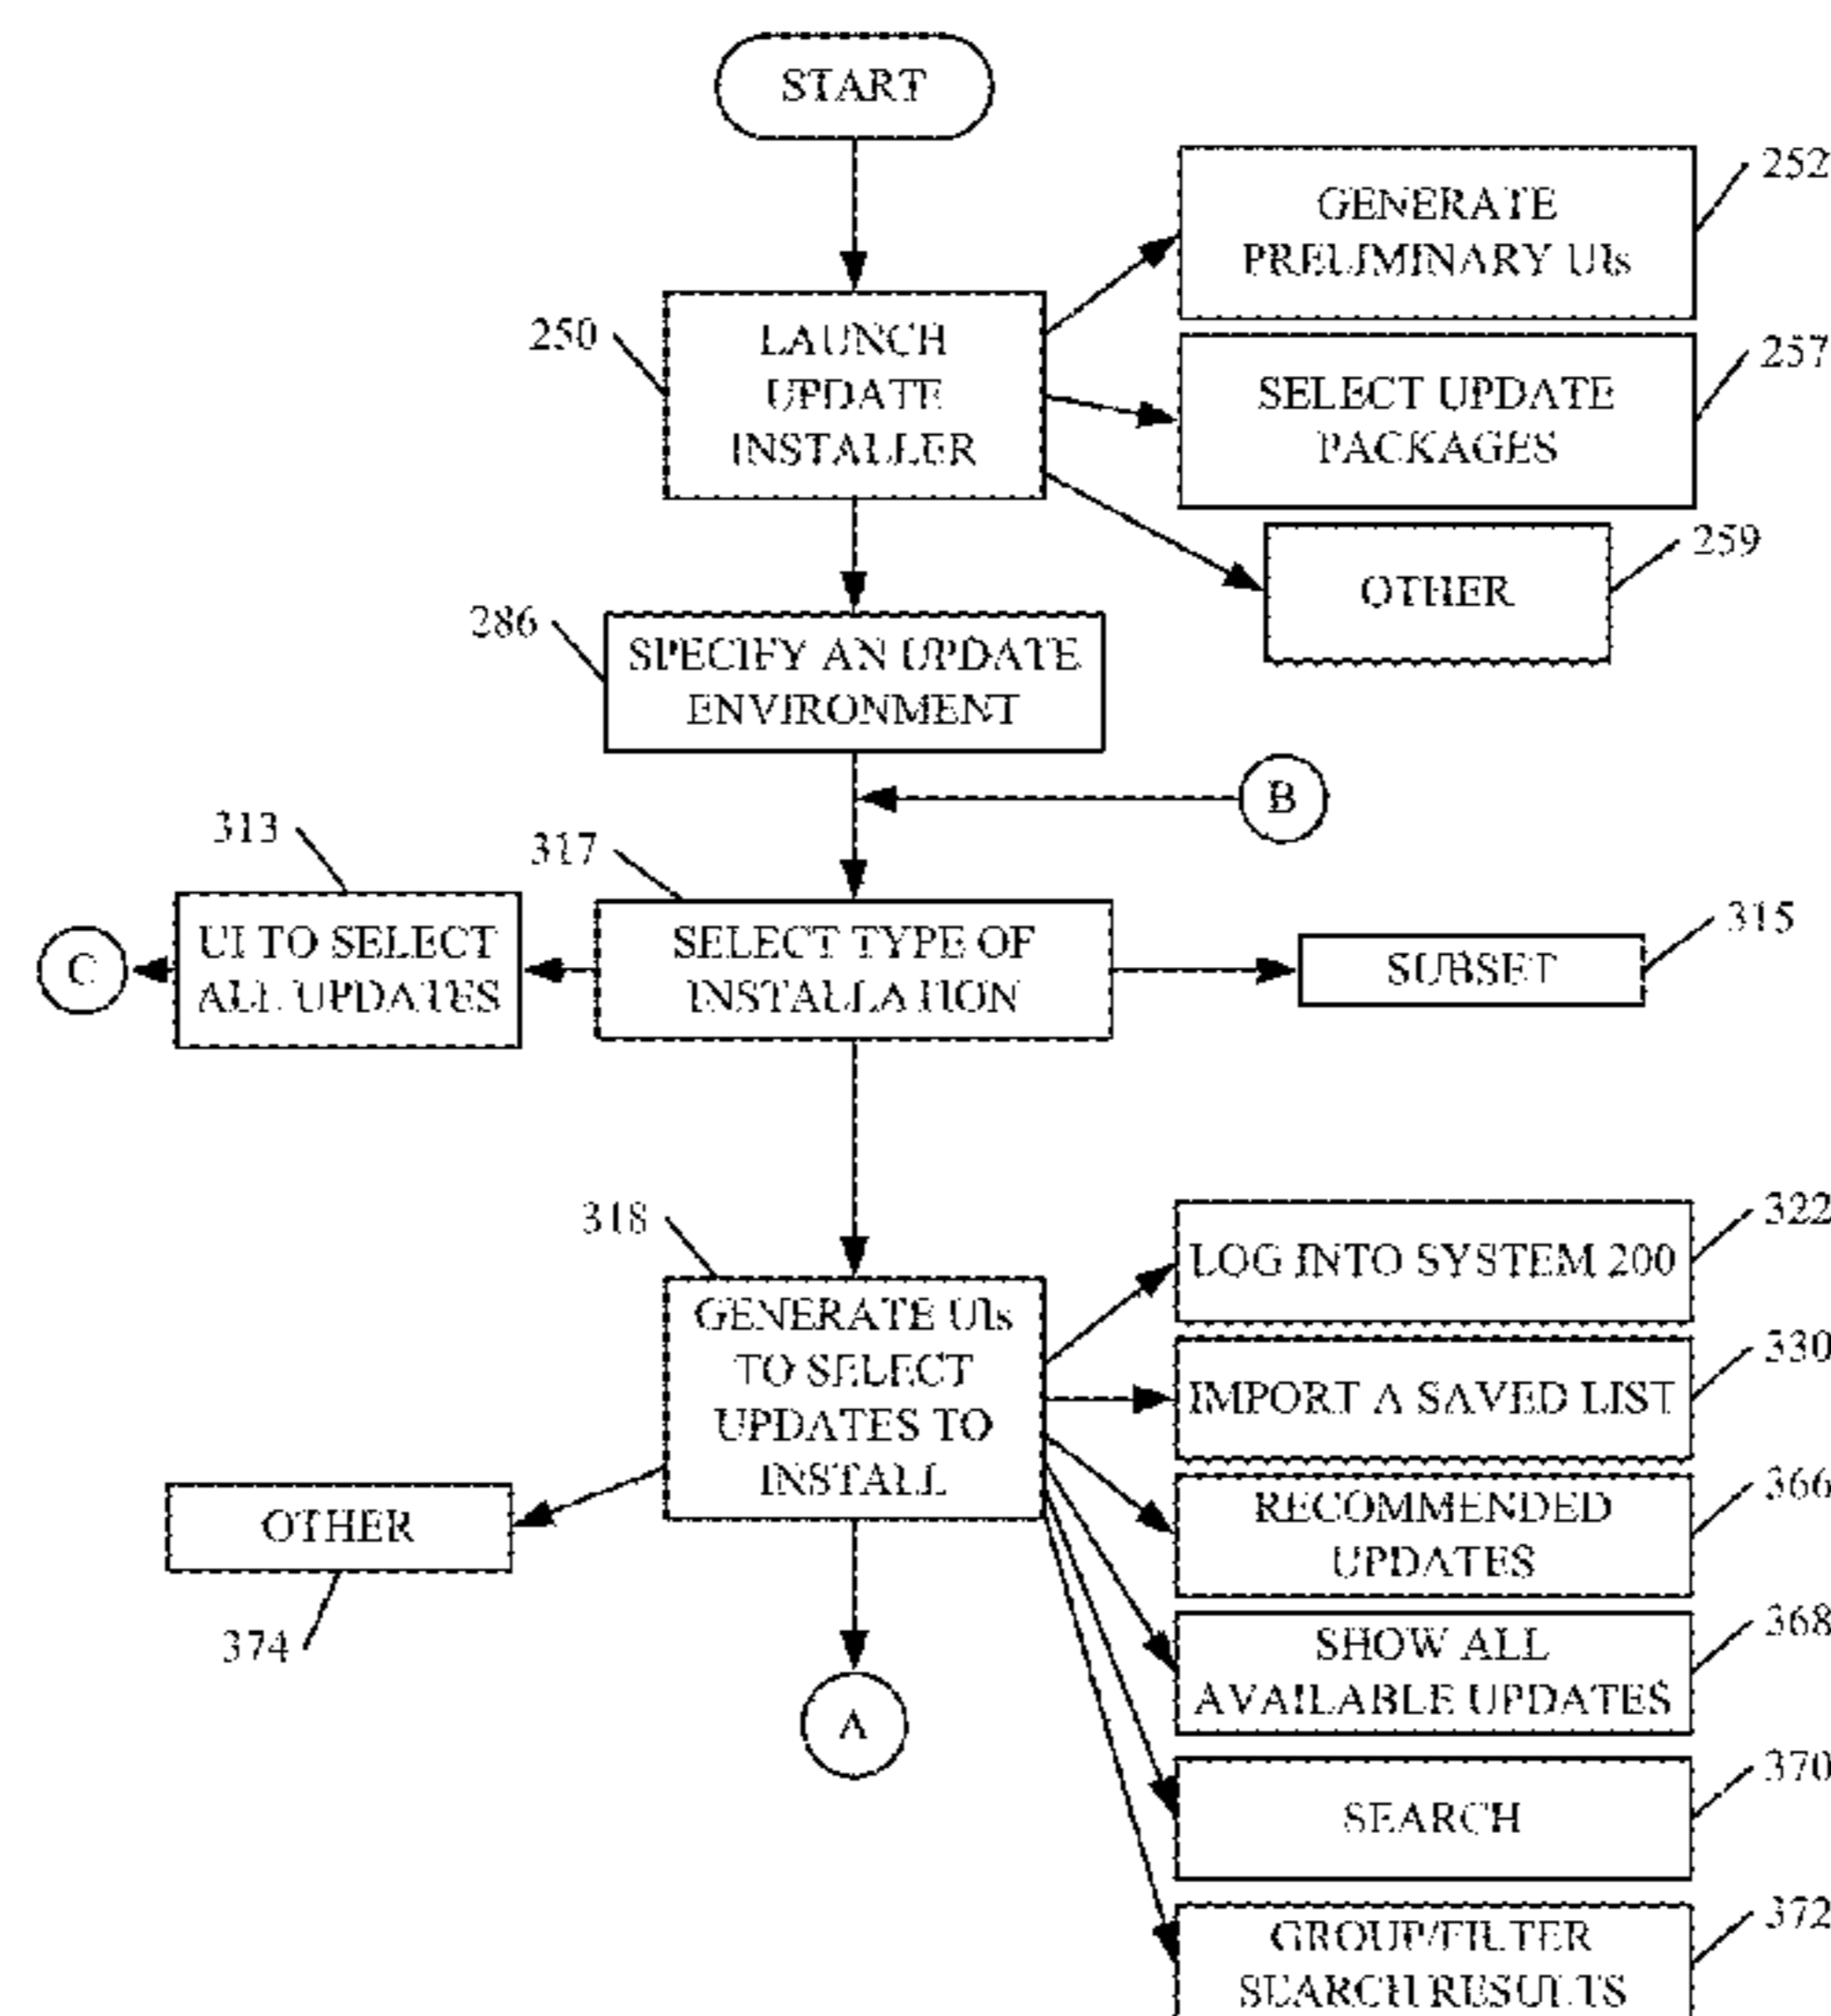 START
252
GENERATE
PRELIMINARY UIs
250
LAUNCH
UPDATE
INSTALLER
257
SELECT UPDATE
PACKAGES
259
OTHER
286
SPECIFY AN UPDATE
ENVIRONMENT
B
313
317
C
UI TO SELECT
ALL UPDATES
SELECT TYPE OF
INSTALLATION
315
SUBSET
318
GENERATE UIs
TO SELECT
UPDATES TO
INSTALL
322
LOG INTO SYSTEM 200
330
IMPORT A SAVED LIST
366
RECOMMENDED
UPDATES
OTHER
374
368
SHOW ALL
AVAILABLE UPDATES
A
370
SEARCH
372
GROUP/FILTER
SEARCH RESULTS